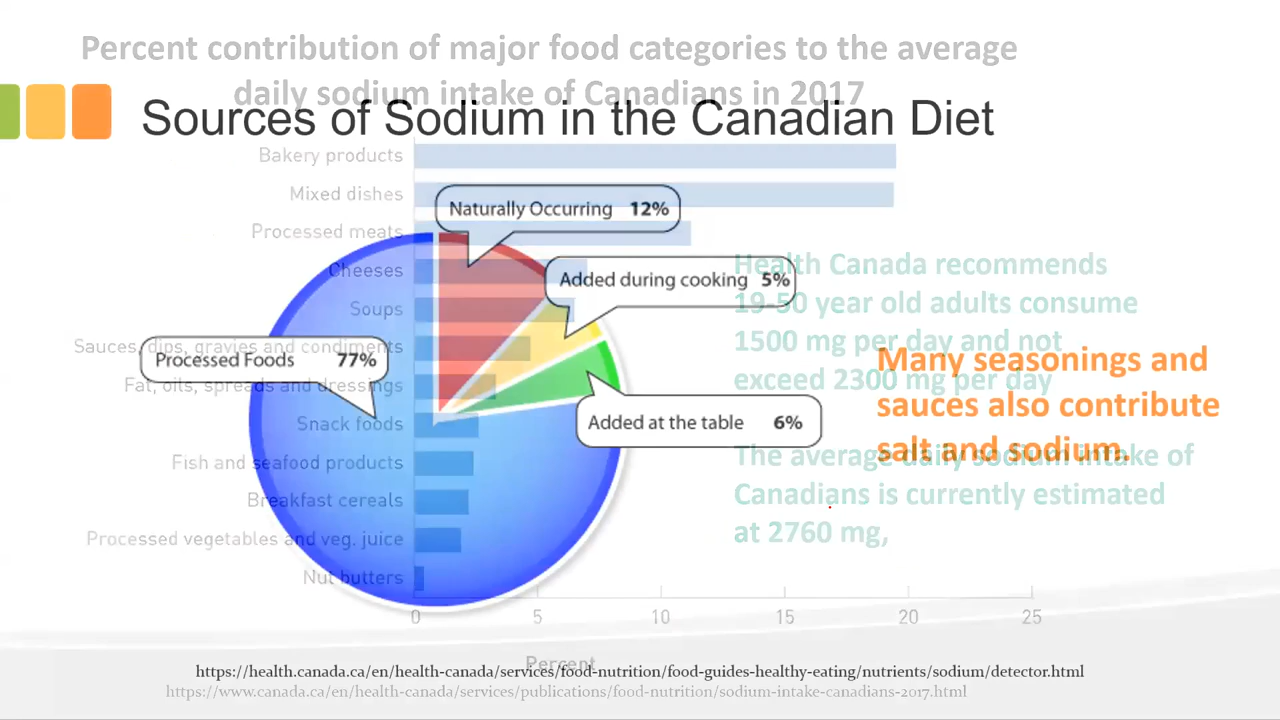 Percent contribution of major food categories to the average
daily sodium intake of Canadians in 2017
Sources of Sodium in the Canadian Diet
Bakery products
Mixed dishes
Processed meats
Cheeses
Soups
Sauces, dips, gravies and condiments
Fat, oils, spreads and dressings
Snack foods
Fish and seafood products
Breakfast cereals
Processed vegetables and veg. juice
Nut butters
0 5 10 15 20 25
Percent
Naturally Occurring 12%
Added during cooking 5%
Processed Foods 77%
Added at the table 6%
Health Canada recommends
19-50 year old adults consume
1500 mg per day and not
exceed 2300 mg per day
The average daily sodium intake of
Canadians is currently estimated
at 2760 mg,
Many seasonings and
sauces also contribute
salt and sodium.
https://health.canada.ca/en/health-canada/services/food-nutrition/food-guides-healthy-eating/nutrients/sodium/detector.html
https://www.canada.ca/en/health-canada/services/publications/food-nutrition/sodium-intake-canadians-2017.html